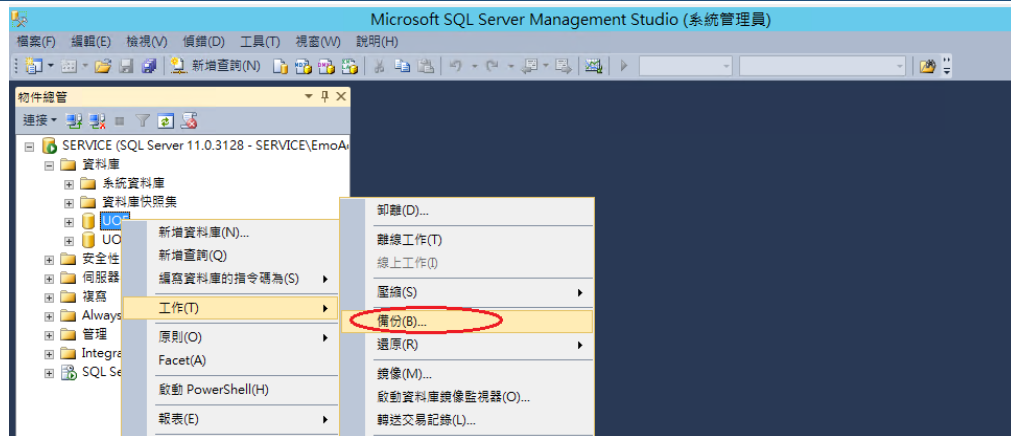 Microsoft SQL Server Management Studio (系統管理員)
檔案(F) 編輯(E) 檢視(V) 偵錯(D) 工具(T) 視窗(W) 說明(H)
新增查詢(N)
物件總管
連接
SERVICE (SQL Server 11.0.3128 - SERVICE\EmoA
資料庫
系統資料庫
資料庫快照集
UOF
UO
安全性
伺服器
複寫
Always
管理
Integra
SQL Se
新增資料庫(N)...
新增查詢(Q)
編寫資料庫的指令碼為(S)
工作(T)
原則(O)
Facet(A)
啟動 PowerShell(H)
報表(E)
卸離(D)...
離線工作(T)
線上工作(I)
壓縮(S)
備份(B)...
還原(R)
鏡像(M)...
啟動資料庫鏡像監視器(O)...
轉送交易記錄(L)...